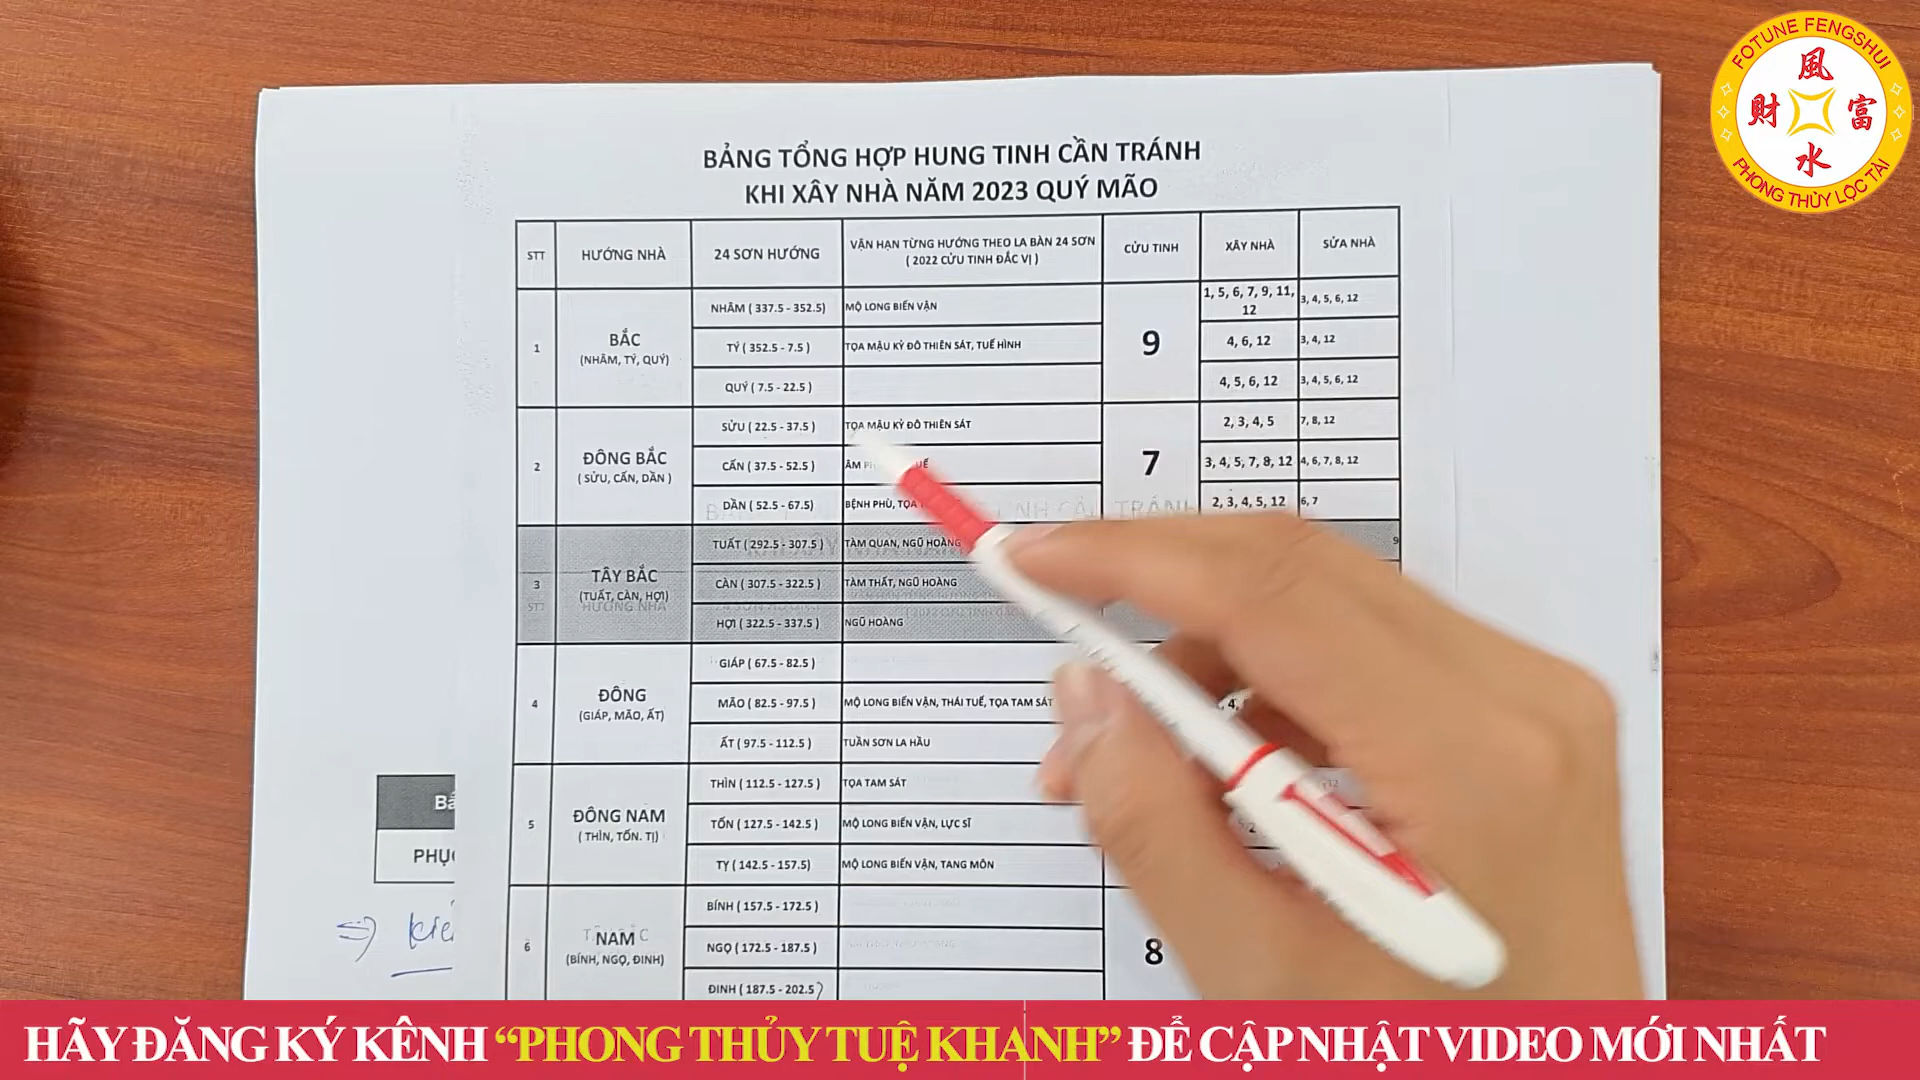 FOTUNE FENGSHUI
風
財 富
水
PHONG THỦY LỘC TÀI
BẢNG TỔNG HỢP HUNG TINH CẦN TRÁNH
KHI XÂY NHÀ NĂM 2023 QUÝ MÃO
STT HƯỚNG NHÀ 24 SƠN HƯỚNG VẬN HẠN TỪNG HƯỚNG THEO LA BÀN 24 SƠN CỬU TINH XÂY NHÀ SỬA NHÀ
( 2022 CỬU TINH ĐẮC VỊ )
1 BẮC
(NHÂM, TÝ, QUÝ)
NHÂM ( 337.5 - 352.5) MỘ LONG BIẾN VẬN 9 1, 5, 6, 7, 9, 11, 12 3, 4, 5, 6, 12
TÝ ( 352.5 - 7.5 ) TỌA MẬU KỶ ĐÔ THIÊN SÁT, TUẾ HÌNH 4, 6, 12 3, 4, 12
QUÝ ( 7.5 - 22.5 ) 4, 5, 6, 12 3, 4, 5, 6, 12
2 ĐÔNG BẮC
( SỬU, CẤN, DẦN )
SỬU ( 22.5 - 37.5 ) TỌA MẬU KỶ ĐÔ THIÊN SÁT 7 2, 3, 4, 5 7, 8, 12
CẤN ( 37.5 - 52.5 ) ÂM 3, 4, 5, 7, 8, 12 4, 6, 7, 8, 12
DẦN ( 52.5 - 67.5) BỆNH PHÙ, TỌA 2, 3, 4, 5, 12 6, 7
3 TÂY BẮC
(TUẤT, CÀN, HỢI)
TUẤT ( 292.5 - 307.5 ) TÀM QUAN, NGŨ HOÀNG 9
CÀN ( 307.5 - 322.5 ) TÀM THẤT, NGŨ HOÀNG
HỢI ( 322.5 - 337.5 ) NGŨ HOÀNG
4 ĐÔNG
(GIÁP, MÃO, ẤT)
GIÁP ( 67.5 - 82.5 )
MÃO ( 82.5 - 97.5 ) MỘ LONG BIẾN VẬN, THÁI TUẾ, TỌA TAM SÁT
ẤT ( 97.5 - 112.5 ) TUẦN SƠN LA HẦU
5 ĐÔNG NAM
( THÌN, TỐN. TỊ)
THÌN ( 112.5 - 127.5 ) TỌA TAM SÁT
TỐN ( 127.5 - 142.5 ) MỘ LONG BIẾN VẬN, LỰC SĨ
TỴ ( 142.5 - 157.5) MỘ LONG BIẾN VẬN, TANG MÔN
6 NAM
(BÍNH, NGỌ, ĐINH)
BÍNH ( 157.5 - 172.5 ) 8
NGỌ ( 172.5 - 187.5 )
ĐINH ( 187.5 - 202.5)
HÃY ĐĂNG KÝ KÊNH “PHONG THỦY TUỆ KHANH” ĐỂ CẬP NHẬT VIDEO MỚI NHẤT